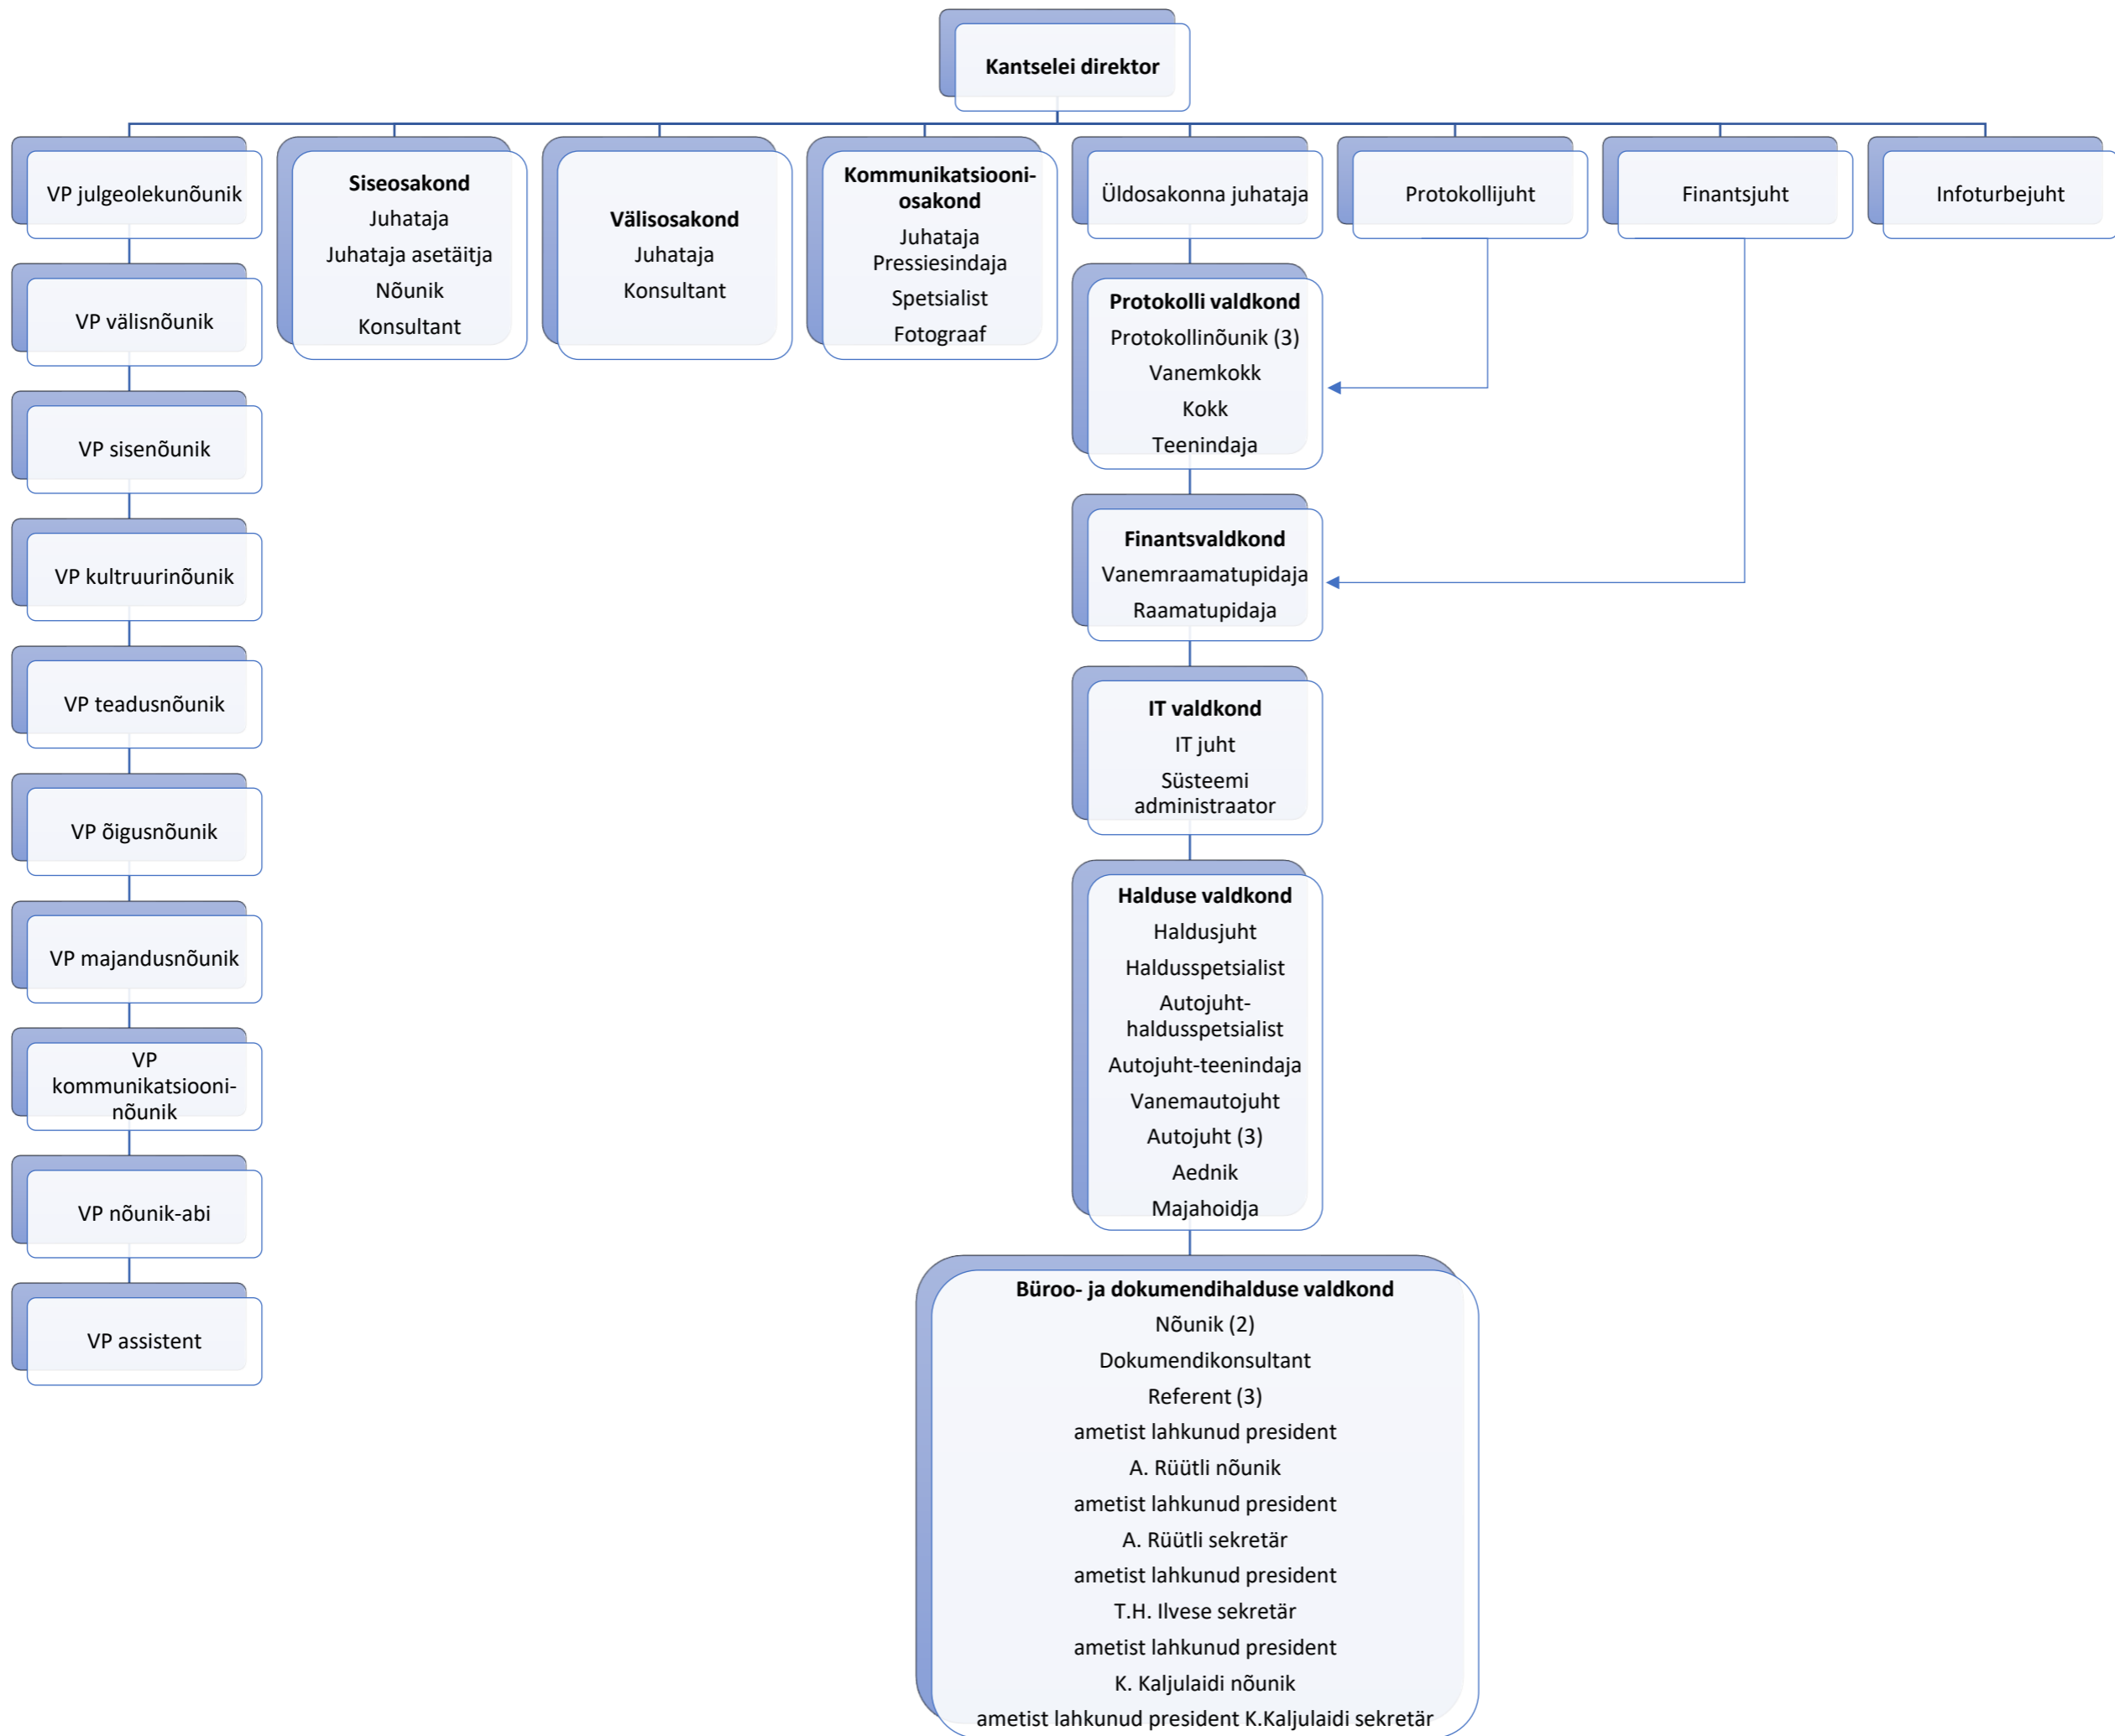 Kantselei direktor
VP julgeolekunõunik
VP välisnõunik
VP sisenõunik
VP kultruurinõunik
VP teadusnõunik
VP õigusnõunik
VP majandusnõunik
VP
kommunikatsiooni-
nõunik
VP nõunik-abi
VP assistent
Siseosakond
Juhataja
Juhataja asetäitja
Nõunik
Konsultant
Välisosakond
Juhataja
Konsultant
Kommunikatsiooni-
osakond
Juhataja
Pressiesindaja
Spetsialist
Fotograaf
Üldosakonna juhataja
Protokolli valdkond
Protokollinõunik (3)
Vanemkokk
Kokk
Teenindaja
Finantsvaldkond
Vanemraamatupidaja
Raamatupidaja
IT valdkond
IT juht
Süsteemi
administraator
Halduse valdkond
Haldusjuht
Haldusspetsialist
Autojuht-
haldusspetsialist
Autojuht-teenindaja
Vanemautojuht
Autojuht (3)
Aednik
Majahoidja
Büroo- ja dokumendihalduse valdkond
Nõunik (2)
Dokumendikonsultant
Referent (3)
ametist lahkunud president
A. Rüütli nõunik
ametist lahkunud president
A. Rüütli sekretär
ametist lahkunud president
T.H. Ilvese sekretär
ametist lahkunud president
K. Kaljulaidi nõunik
ametist lahkunud president K.Kaljulaidi sekretär
Protokollijuht
Finantsjuht
Infoturbejuht